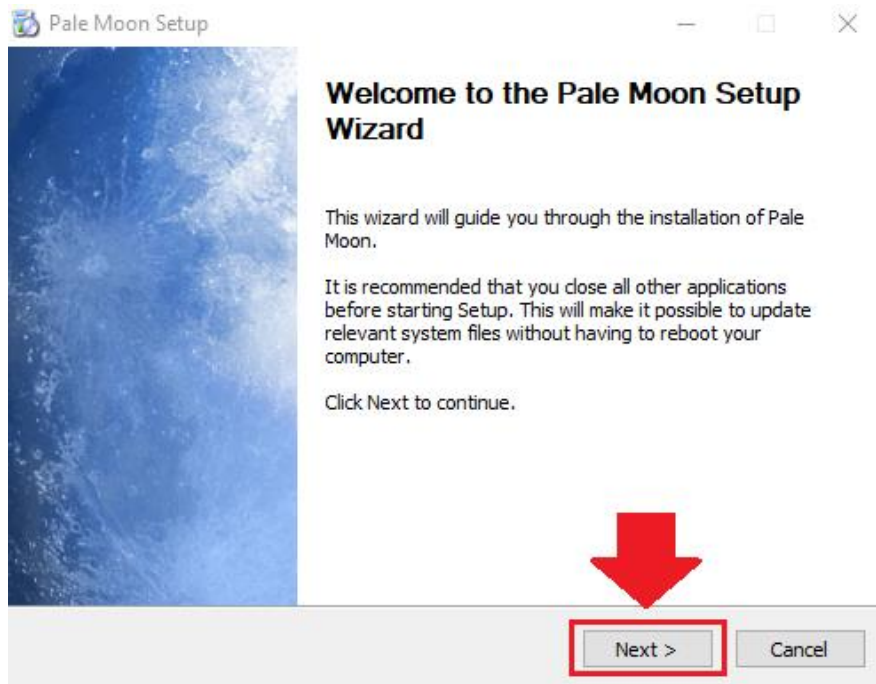 Pale Moon Setup
Welcome to the Pale Moon Setup
Wizard
This wizard will guide you through the installation of Pale
Moon.
It is recommended that you close all other applications
before starting Setup. This will make it possible to update
relevant system files without having to reboot your
computer.
Click Next to continue.
Next >
Cancel